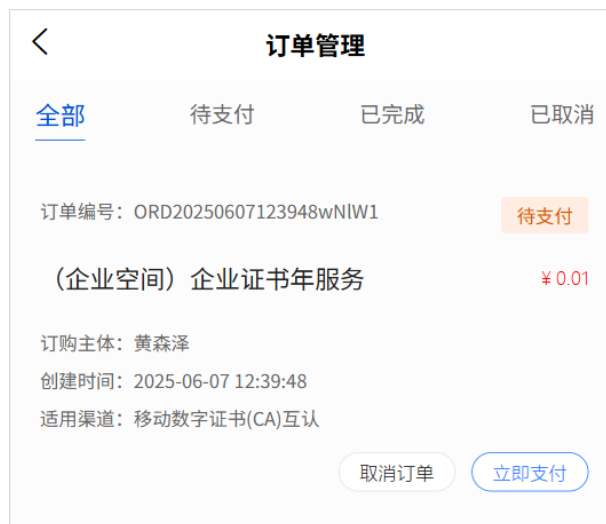 订单管理
全部 待支付 已完成 已取消
订单编号：ORD20250607123948wNlW1 待支付
（企业空间）企业证书年服务 ¥ 0.01
订购主体：黄森泽
创建时间：2025-06-07 12:39:48
适用渠道：移动数字证书(CA)互认
取消订单 立即支付